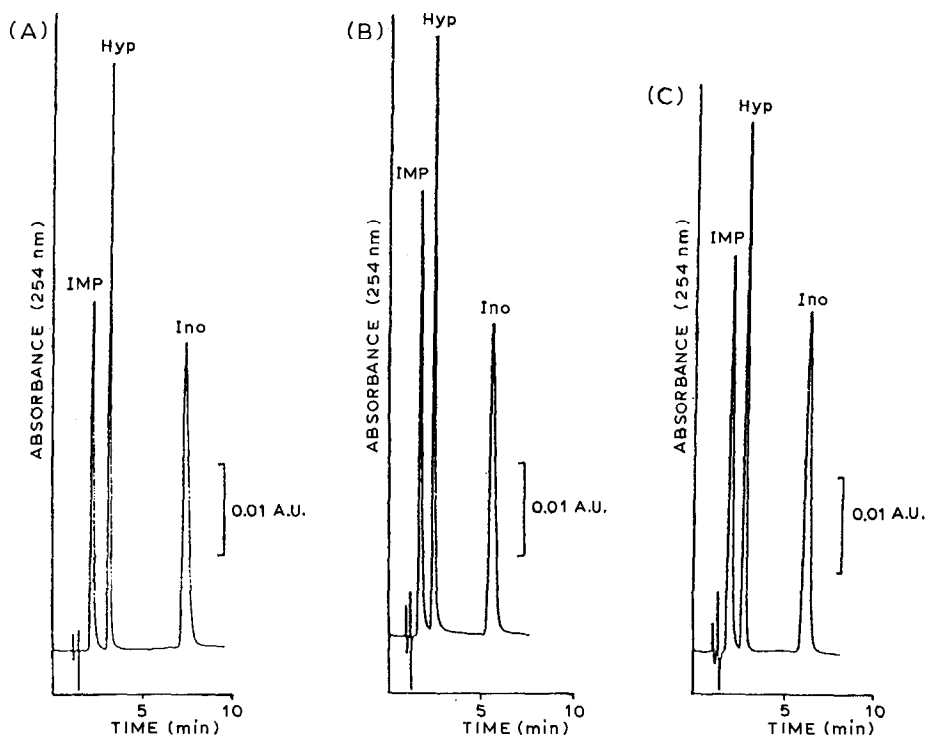 (A)
Hyp
IMP
Ino
0.01 A.U.
ABSORBANCE (254 nm)
5
10
TIME (min)
(B)
Hyp
IMP
Ino
0.01 A.U.
ABSORBANCE (254 nm)
5
10
TIME (min)
(C)
Hyp
IMP
Ino
0.01 A.U.
ABSORBANCE (254 nm)
5
10
TIME (min)